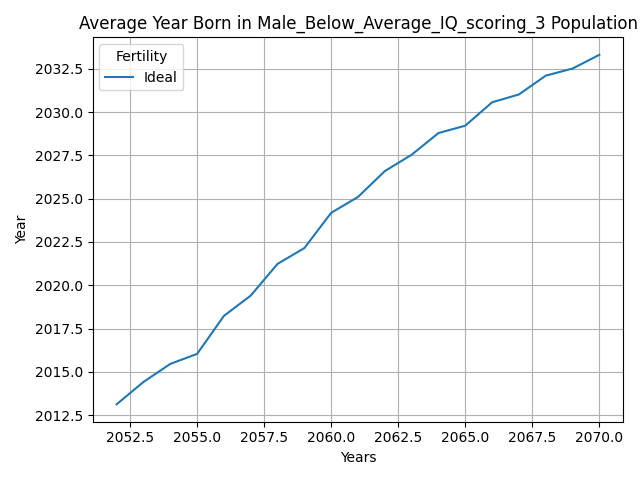 Average Year Born in Male_Below_Average_IQ_scoring_3 Population
Fertility
Ideal
2032.5
2030.0
2027.5
2025.0
2022.5
2020.0
2017.5
2015.0
2012.5
Year
2052.5 2055.0 2057.5 2060.0 2062.5 2065.0 2067.5 2070.0
Years